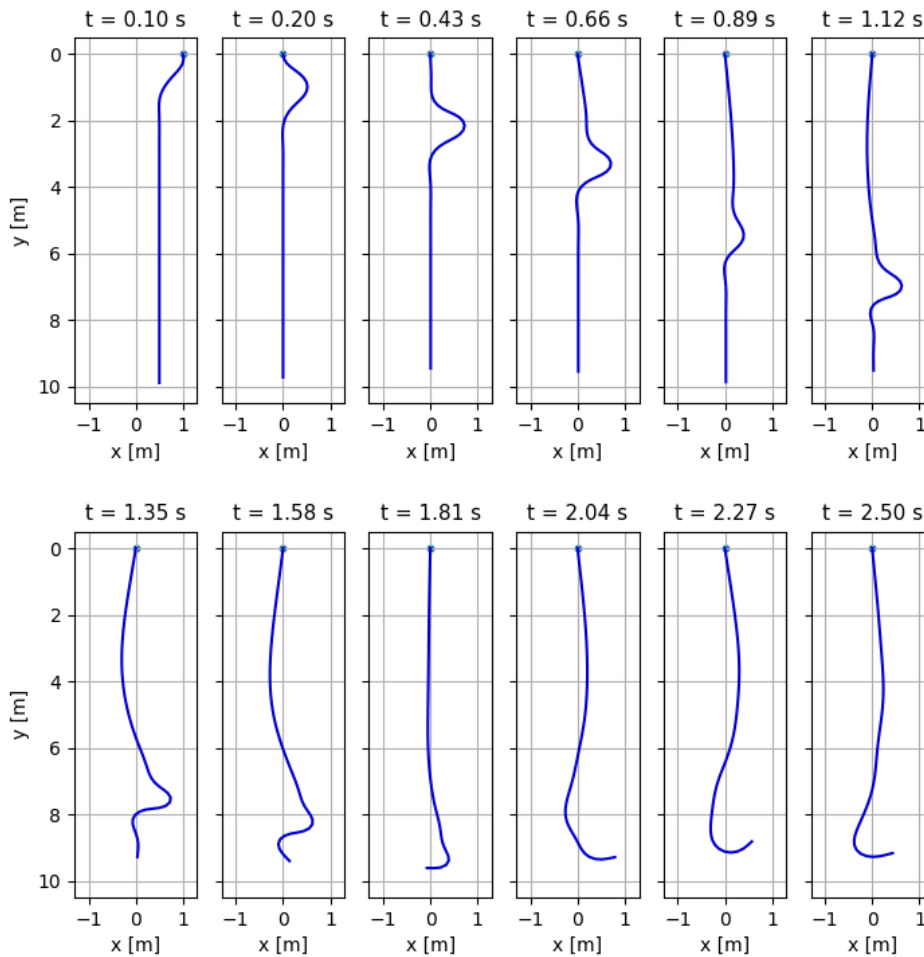 t = 0.10 s t = 0.20 s t = 0.43 s t = 0.66 s t = 0.89 s t = 1.12 s
0
2
4
6
8
10
y [m]
−1 0 1 −1 0 1 −1 0 1 −1 0 1 −1 0 1 −1 0 1
x [m] x [m] x [m] x [m] x [m] x [m]
t = 1.35 s t = 1.58 s t = 1.81 s t = 2.04 s t = 2.27 s t = 2.50 s
0
2
4
6
8
10
y [m]
−1 0 1 −1 0 1 −1 0 1 −1 0 1 −1 0 1 −1 0 1
x [m] x [m] x [m] x [m] x [m] x [m]